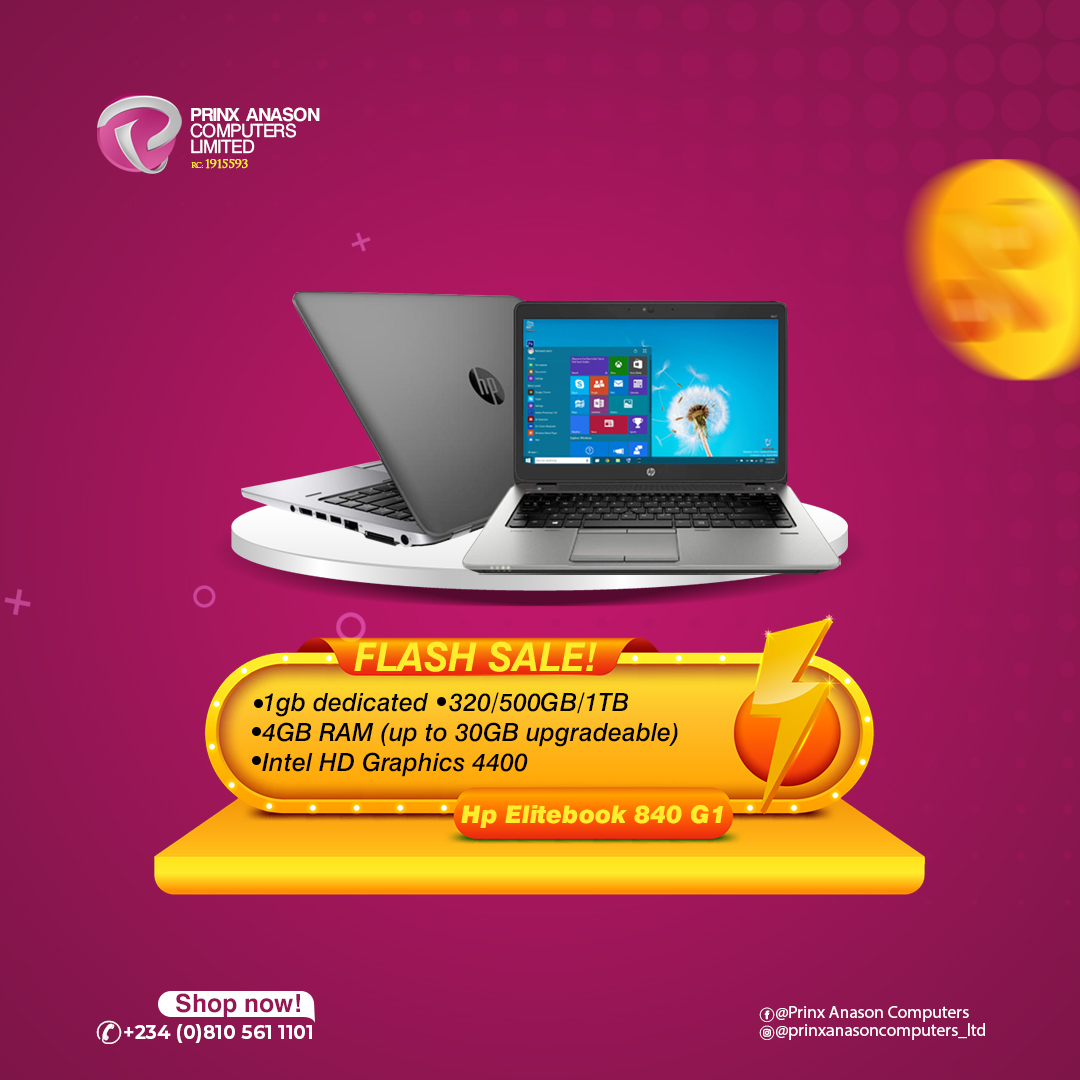 PRINX ANASON
COMPUTERS
LIMITED
RC: 1915593
hp
FLASH SALE!
•1gb dedicated •320/500GB/1TB
•4GB RAM (up to 30GB upgradeable)
•Intel HD Graphics 4400
Hp Elitebook 840 G1
Shop now!
+234 (0)810 561 1101
@Prinx Anason Computers
@prinxanasoncomputers_ltd